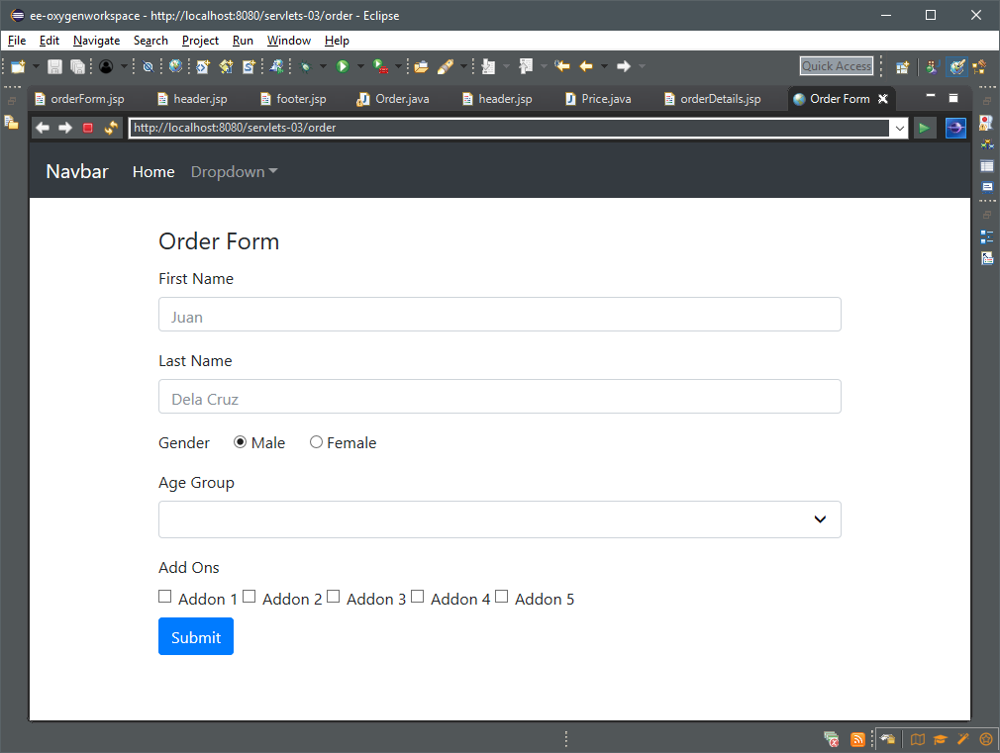 ee-oxygenworkspace - http://localhost:8080/servlets-03/order - Eclipse
File Edit Navigate Search Project Run Window Help
Quick Access
orderForm.jsp header.jsp footer.jsp Order.java header.jsp Price.java orderDetails.jsp Order Form
http://localhost:8080/servlets-03/order
Navbar Home Dropdown
Order Form
First Name
Juan
Last Name
Dela Cruz
Gender Male Female
Age Group
Add Ons
Addon 1 Addon 2 Addon 3 Addon 4 Addon 5
Submit